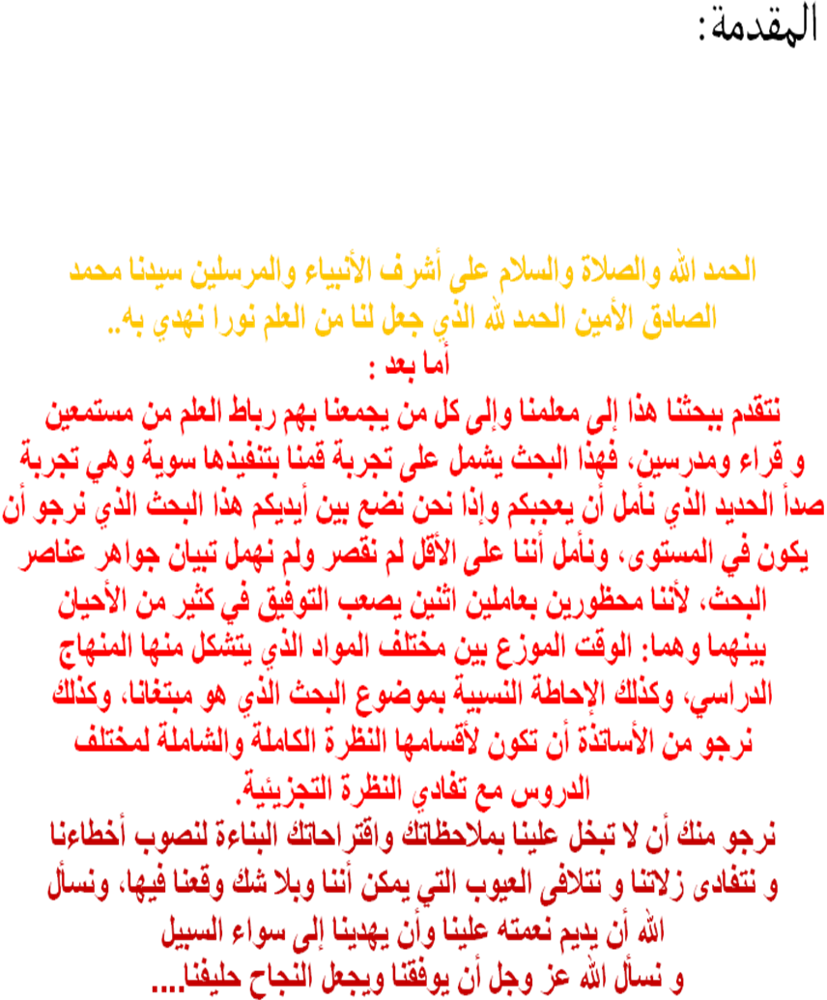 المقدمة:
الحمد الله والصلاة والسلام على أشرف الأنبياء والمرسلين سيدنا محمد
الصادق الأمين الحمد لله الذي جعل لنا من العلم نورا نهدي به..
أما بعد :
نتقدم ببحثنا هذا إلى معلمنا وإلى كل من يجمعنا بهم رباط العلم من مستمعين
و قراء ومدرسين، فهذا البحث يشمل على تجربة قمنا بتنفيذها سوية وهي تجربة
صدأ الحديد الذي نأمل أن يعجبكم وإذا نحن نضع بين أيديكم هذا البحث الذي نرجو أن
يكون في المستوى، ونأمل أننا على الأقل لم نقصر ولم نهمل تبيان جواهر عناصر
البحث، لأننا محظورين بعاملين اثنين يصعب التوفيق في كثير من الأحيان
بينهما وهما: الوقت الموزع بين مختلف المواد الذي يتشكل منها المنهاج
الدراسي، وكذلك الإحاطة النسبية بموضوع البحث الذي هو مبتغانا، وكذلك
نرجو من الأساتذة أن تكون لأقسامها النظرة الكاملة والشاملة لمختلف
الدروس مع تفادي النظرة التجزيئية.
نرجو منك أن لا تبخل علينا بملاحظاتك واقتراحاتك البناءة لنصوب أخطاءنا
و نتفادى زلاتنا و نتلافى العيوب التي يمكن أننا وبلا شك وقعنا فيها، ونسأل
الله أن يديم نعمته علينا وأن يهدينا إلى سواء السبيل
و نسأل الله عز وجل أن يوفقنا ويجعل النجاح حليفنا....